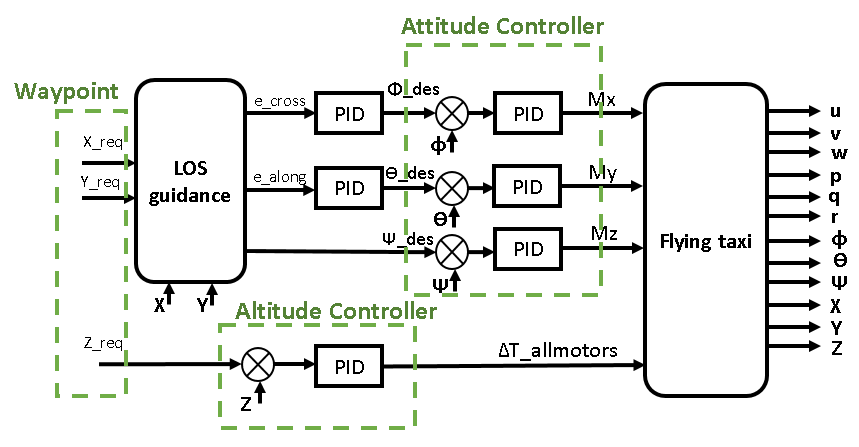 Attitude Controller
Waypoint
X_req
Y_req
LOS
guidance
e_cross
PID
Φ_des
ϕ
PID
Mx
e_along
PID
Ө_des
Ө
PID
My
Ψ_des
Ψ
PID
Mz
X
Y
Flying taxi
u
v
w
p
q
r
ϕ
Ө
Ψ
X
Y
Z
Altitude Controller
Z_req
Z
PID
ΔT_allmotors